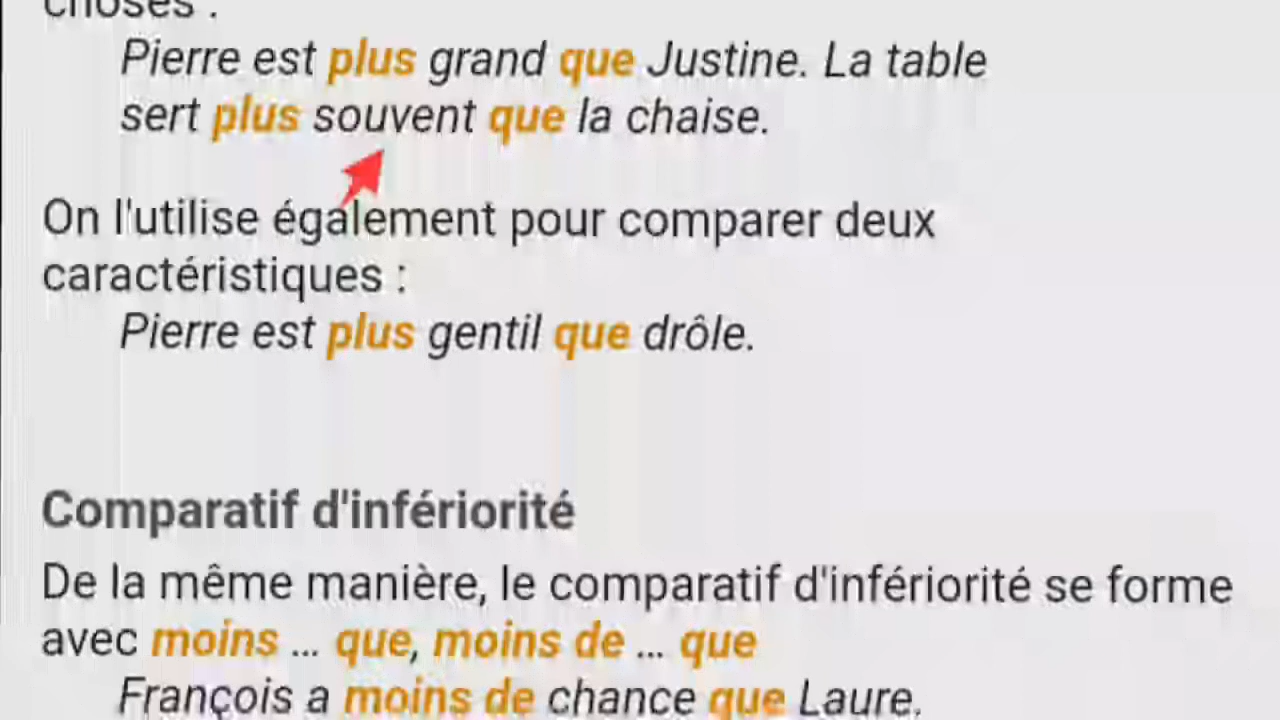 choses :
Pierre est plus grand que Justine. La table
sert plus souvent que la chaise.
On l'utilise également pour comparer deux
caractéristiques :
Pierre est plus gentil que drôle.
Comparatif d'infériorité
De la même manière, le comparatif d'infériorité se forme
avec moins ... que, moins de ... que
François a moins de chance que Laure.